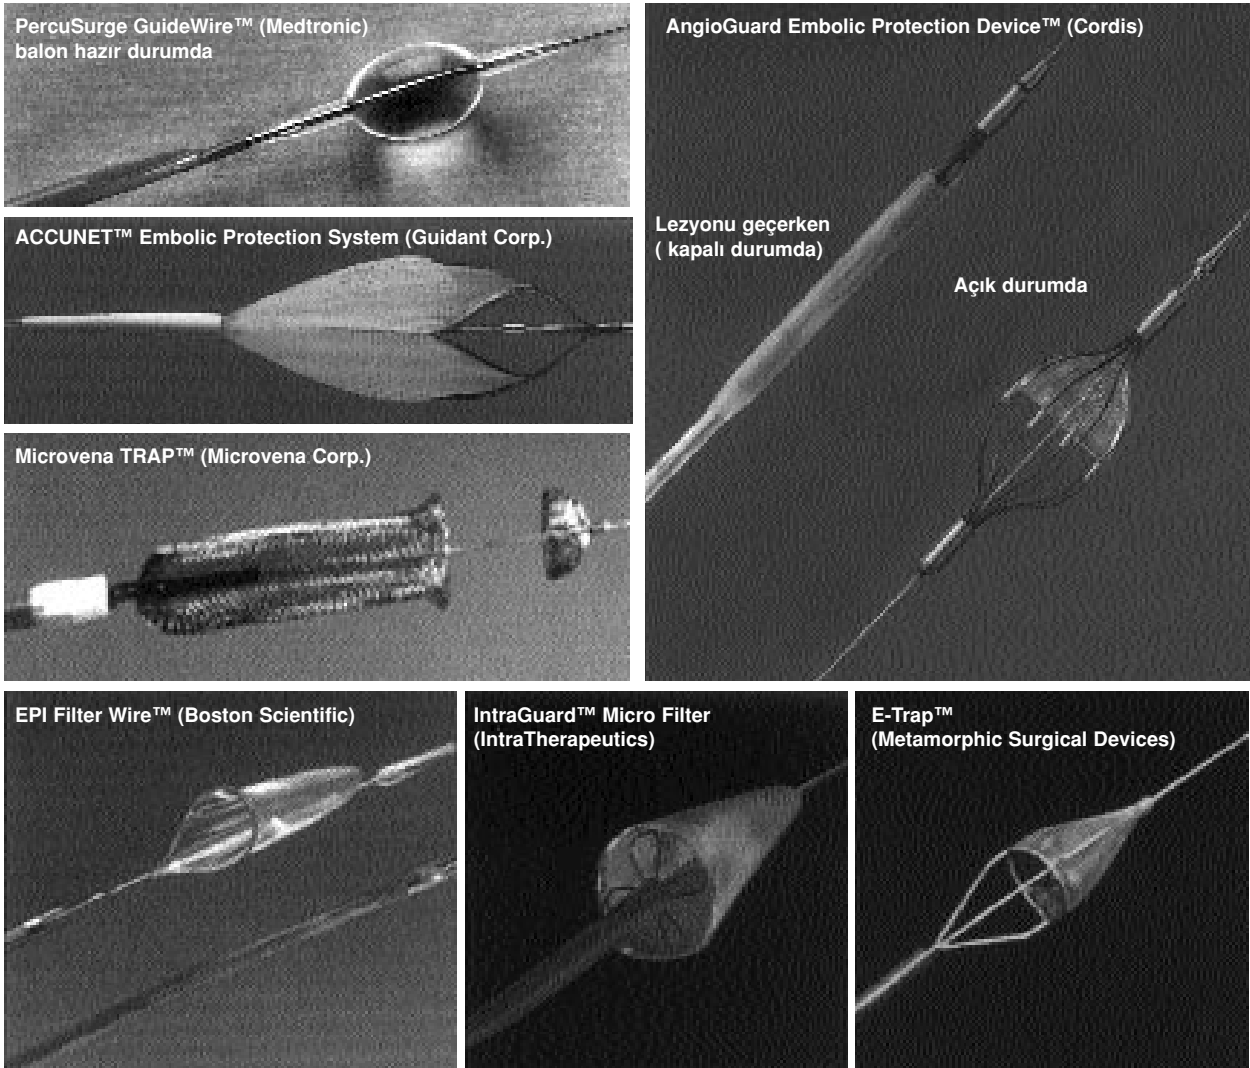 PercuSurge GuideWire™ (Medtronic)
balon hazır durumda
AngioGuard Embolic Protection Device™ (Cordis)
Lezyonu geçerken
( kapalı durumda)
Açık durumda
ACCUNET™ Embolic Protection System (Guidant Corp.)
Microvena TRAP™ (Microvena Corp.)
EPI Filter Wire™ (Boston Scientific)
IntraGuard™ Micro Filter
(IntraTherapeutics)
E-Trap™
(Metamorphic Surgical Devices)